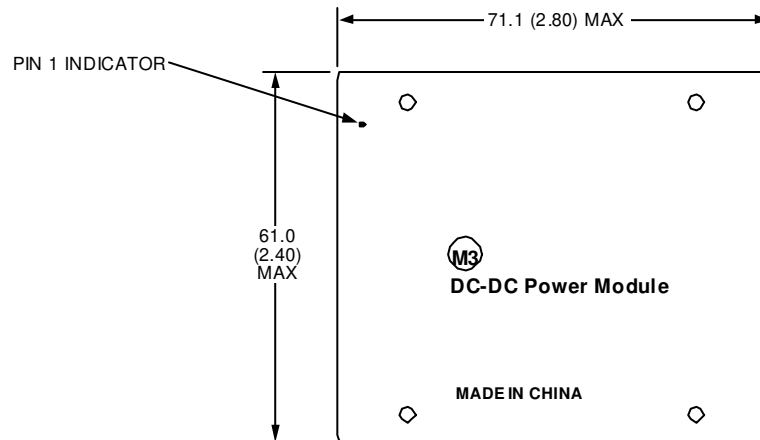 71.1 (2.80) MAX
PIN 1 INDICATOR
61.0
(2.40)
MAX
M3
DC-DC Power Module
MADE IN CHINA